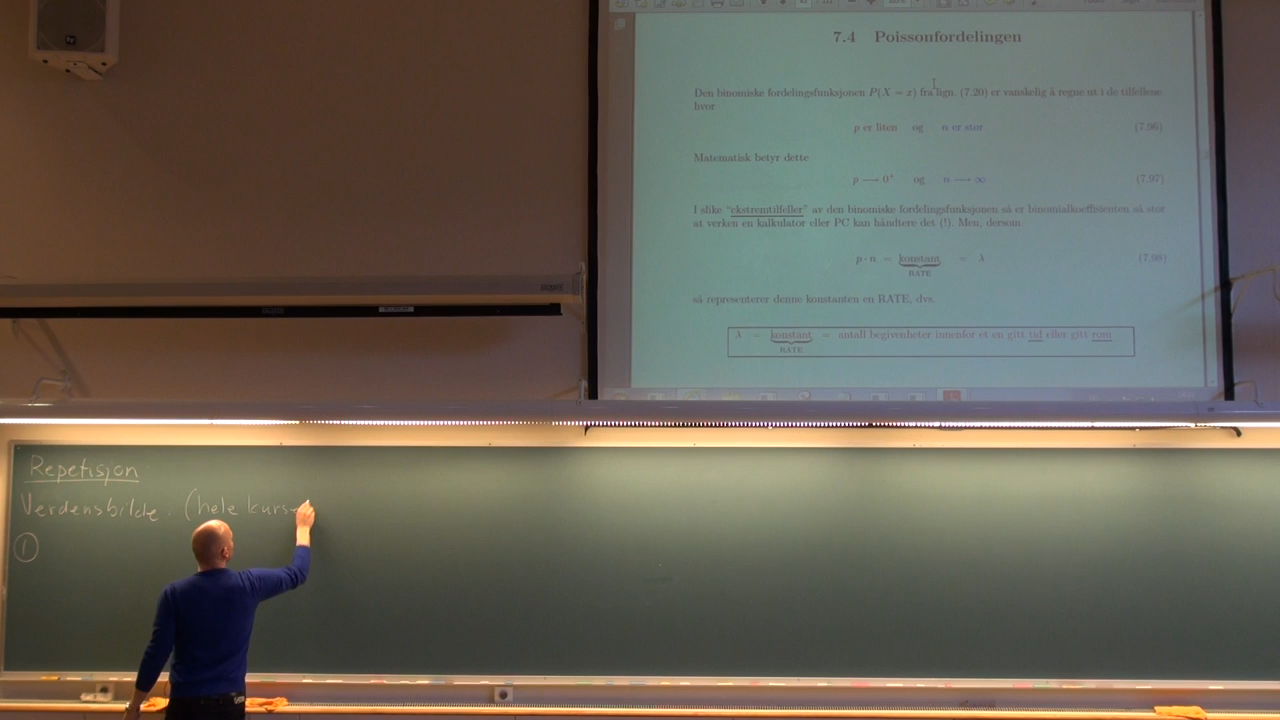 7.4 Poissonfordelingen
Den binomiske fordelingsfunksjonen P(X = x) fra lign. (7.20) er vanskelig å regne ut i de tilfellene
hvor
p er liten og n er stor (7.96)
Matematisk betyr dette
p ⟶ 0⁺ og n ⟶ ∞ (7.97)
I slike "ekstremtilfeller" av den binomiske fordelingsfunksjonen så er binomialkoeffisienten så stor
at verken en kalkulator eller PC kan håndtere det (!). Men, dersom
p · n = konstant = λ (7.98)
RATE
så representerer denne konstanten en RATE, dvs.
λ = konstant = antall begivenheter innenfor et en gitt tid eller gitt rom
RATE
Repetisjon
Verdensbilde. (hele kurse
1